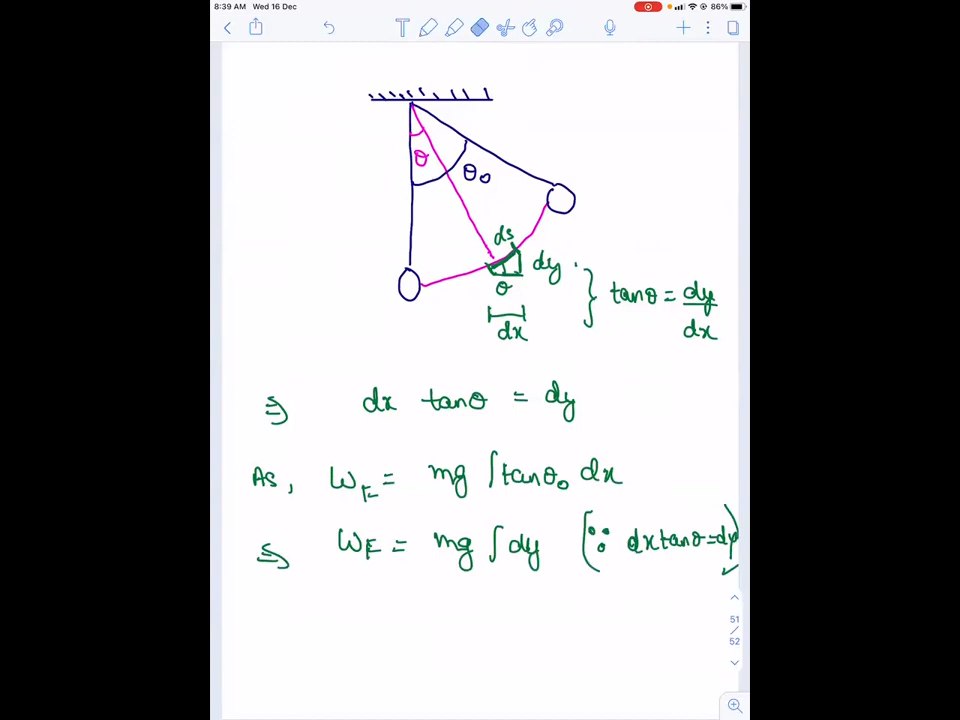 8:39 AM Wed 16 Dec 86%
T
θ
θ₀
ds
dy
θ
dx
} tanθ = dy/dx
⇒ dx tanθ = dy
As, W_F = mg ∫tanθ₀ dx
⇒ W_F = mg ∫dy (∵ dx tanθ = dy)
51
/
52